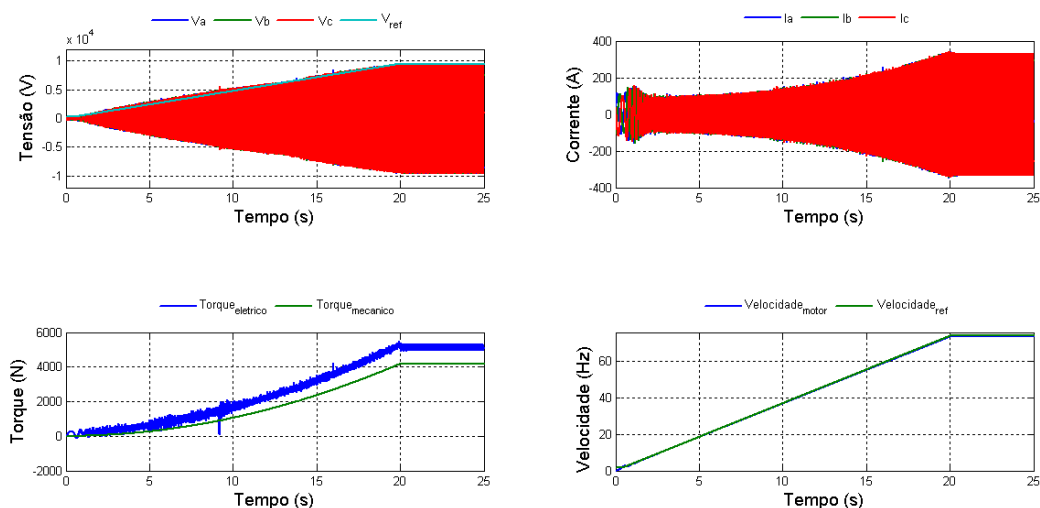 Va Vb Vc V_ref
x 10^4
1
0.5
0
-0.5
-1
Tensão (V)
0 5 10 15 20 25
Tempo (s)
Ia Ib Ic
400
200
0
-200
-400
Corrente (A)
0 5 10 15 20 25
Tempo (s)
Torque_eletrico Torque_mecanico
6000
4000
2000
0
-2000
Torque (N)
0 5 10 15 20 25
Tempo (s)
Velocidade_motor Velocidade_ref
60
40
20
0
Velocidade (Hz)
0 5 10 15 20 25
Tempo (s)